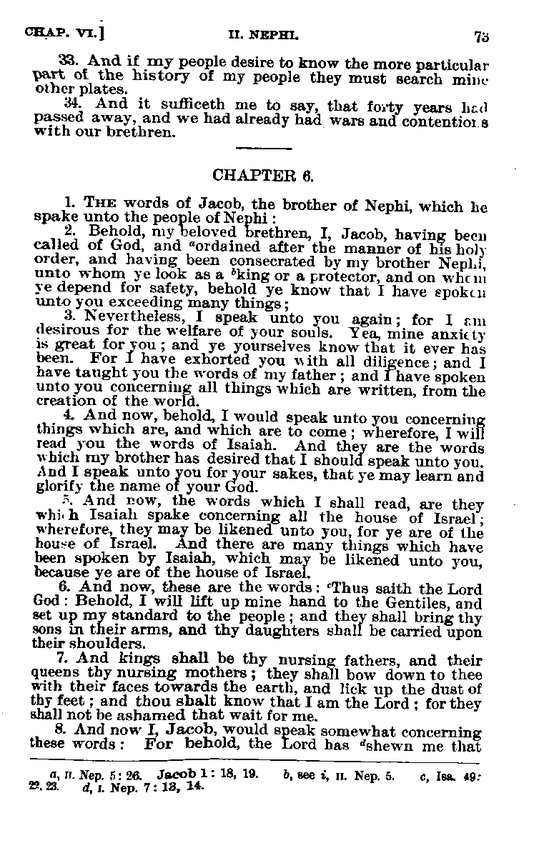 CHAP. VI.] II. NEPHI. 73
33. And if my people desire to know the more particular
part of the history of my people they must search mine
other plates.
34. And it sufficeth me to say, that forty years had
passed away, and we had already had wars and contentions
with our brethren.
CHAPTER 6.
1. THE words of Jacob, the brother of Nephi, which he
spake unto the people of Nephi :
2. Behold, my beloved brethren, I, Jacob, having been
called of God, and aordained after the manner of his holy
order, and having been consecrated by my brother Nephi,
unto whom ye look as a bking or a protector, and on whom
ye depend for safety, behold ye know that I have spoken
unto you exceeding many things ;
3. Nevertheless, I speak unto you again ; for I am
desirous for the welfare of your souls. Yea, mine anxiety
is great for you ; and ye yourselves know that it ever has
been. For I have exhorted you with all diligence ; and I
have taught you the words of my father ; and I have spoken
unto you concerning all things which are written, from the
creation of the world.
4. And now, behold, I would speak unto you concerning
things which are, and which are to come ; wherefore, I will
read you the words of Isaiah. And they are the words
which my brother has desired that I should speak unto you.
And I speak unto you for your sakes, that ye may learn and
glorify the name of your God.
5. And now, the words which I shall read, are they
which Isaiah spake concerning all the house of Israel ;
wherefore, they may be likened unto you, for ye are of the
house of Israel. And there are many things which have
been spoken by Isaiah, which may be likened unto you,
because ye are of the house of Israel.
6. And now, these are the words : cThus saith the Lord
God : Behold, I will lift up mine hand to the Gentiles, and
set up my standard to the people ; and they shall bring thy
sons in their arms, and thy daughters shall be carried upon
their shoulders.
7. And kings shall be thy nursing fathers, and their
queens thy nursing mothers ; they shall bow down to thee
with their faces towards the earth, and lick up the dust of
thy feet ; and thou shalt know that I am the Lord ; for they
shall not be ashamed that wait for me.
8. And now I, Jacob, would speak somewhat concerning
these words : For behold, the Lord has dshewn me that
a, II. Nep. 5 : 26. Jacob 1 : 18, 19. b, see i, II. Nep. 5. c, Isa. 49 :
22, 23. d, I. Nep. 7 : 13, 14.